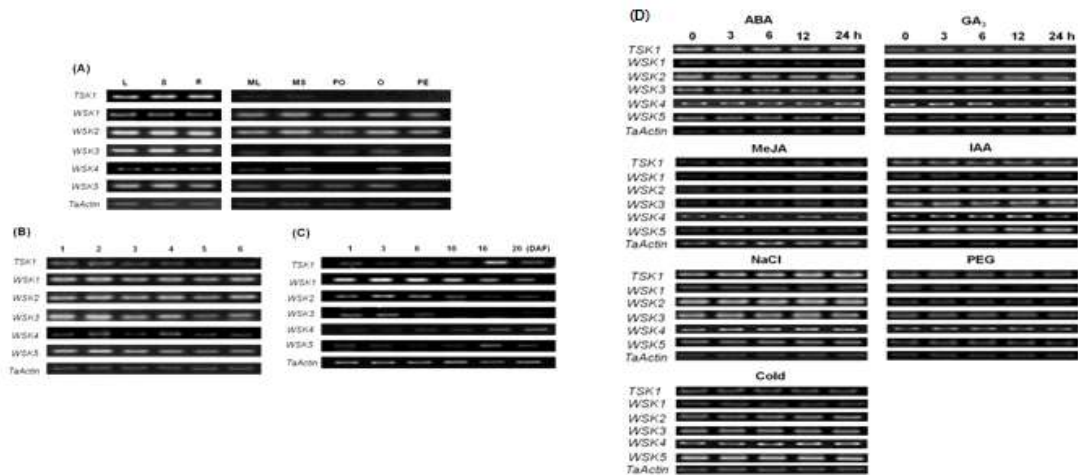 (A)
L S R ML MS PO O PE
TSK1
WSK1
WSK2
WSK3
WSK4
WSK5
TaActin
(B)
1 2 3 4 5 6
TSK1
WSK1
WSK2
WSK3
WSK4
WSK5
TaActin
(C)
1 3 6 10 16 20 (DAF)
TSK1
WSK1
WSK2
WSK3
WSK4
WSK5
TaActin
(D)
ABA GA3
0 3 6 12 24 h 0 3 6 12 24 h
TSK1
WSK1
WSK2
WSK3
WSK4
WSK5
TaActin
MeJA IAA
TSK1
WSK1
WSK2
WSK3
WSK4
WSK5
TaActin
NaCl PEG
TSK1
WSK1
WSK2
WSK3
WSK4
WSK5
TaActin
Cold
TSK1
WSK1
WSK2
WSK3
WSK4
WSK5
TaActin